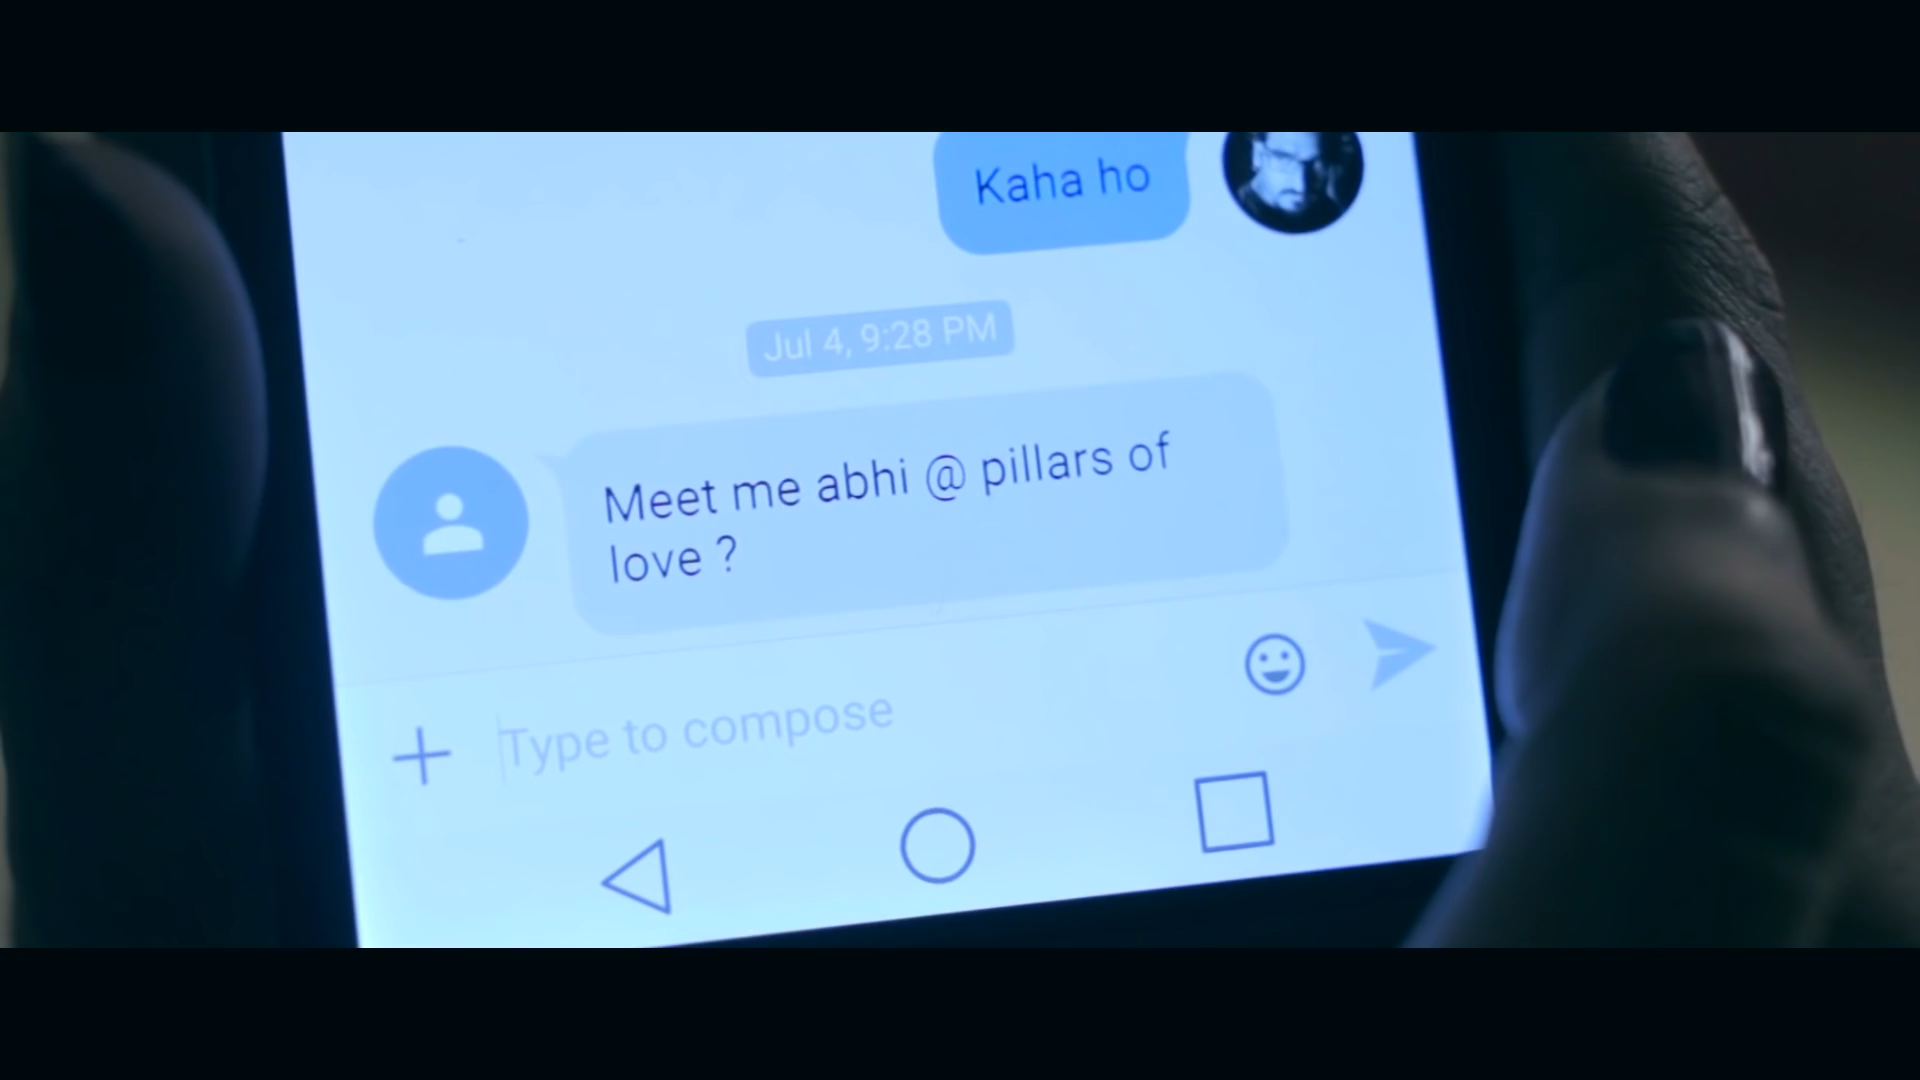 Kaha ho
Jul 4, 9:28 PM
Meet me abhi @ pillars of
love ?
Type to compose